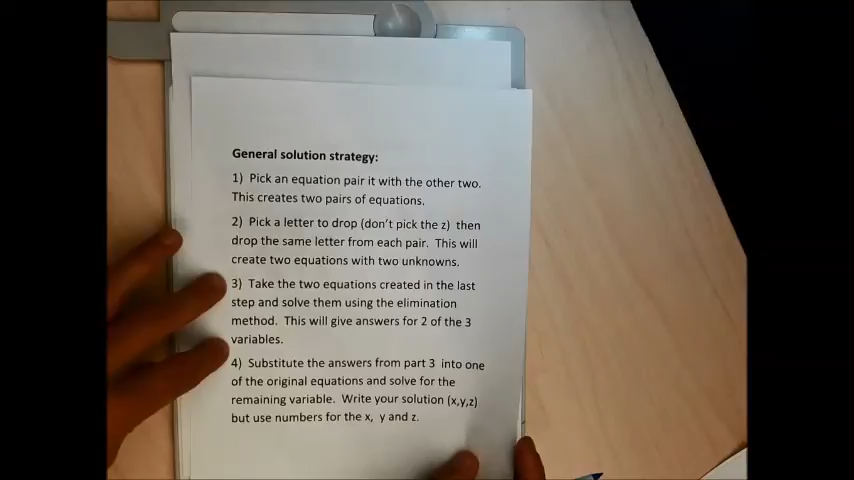 General solution strategy:
1) Pick an equation pair it with the other two.
This creates two pairs of equations.
2) Pick a letter to drop (don't pick the z) then
drop the same letter from each pair. This will
create two equations with two unknowns.
3) Take the two equations created in the last
step and solve them using the elimination
method. This will give answers for 2 of the 3
variables.
4) Substitute the answers from part 3 into one
of the original equations and solve for the
remaining variable. Write your solution (x,y,z)
but use numbers for the x, y and z.